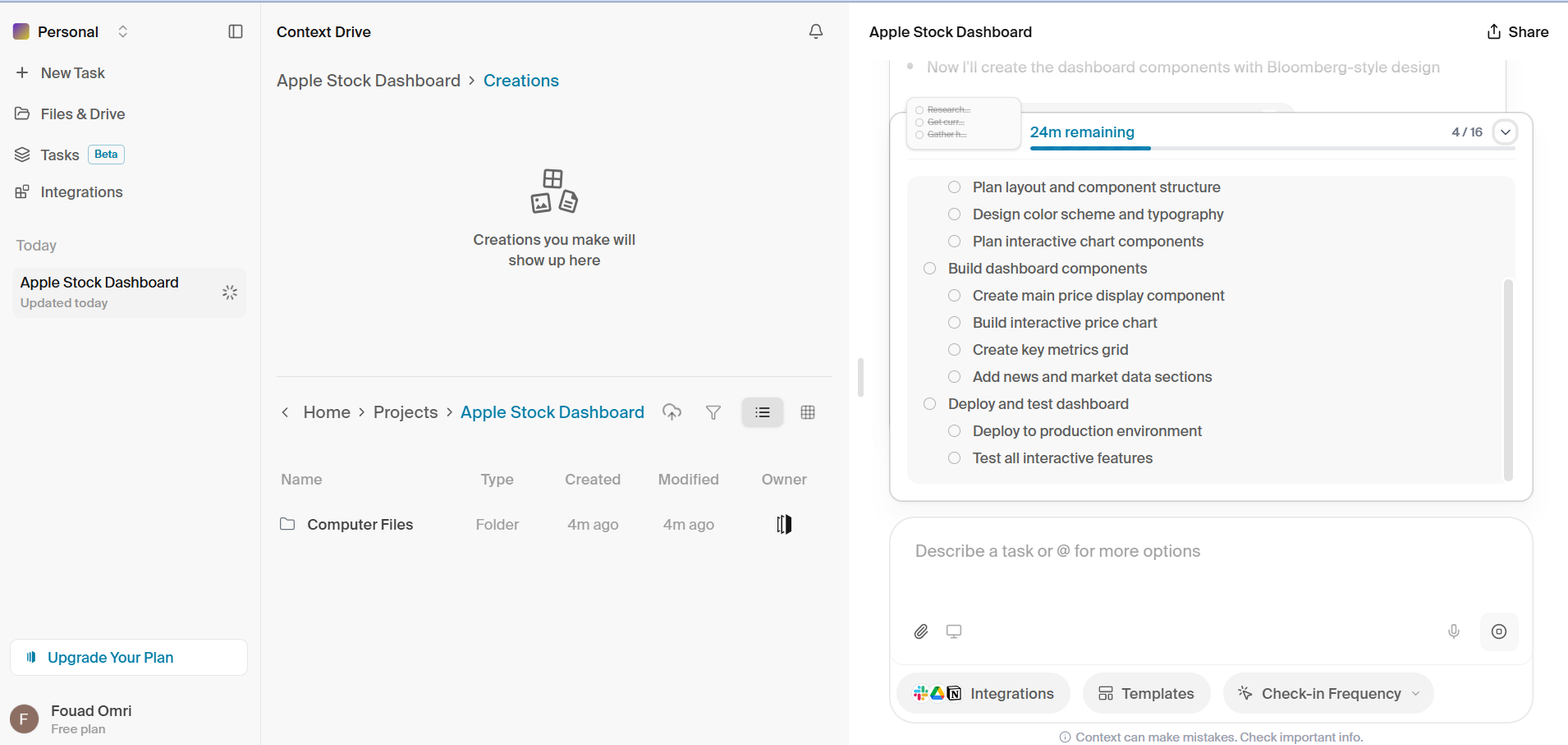 Personal
New Task
Files & Drive
Tasks Beta
Integrations
Today
Apple Stock Dashboard
Updated today
Upgrade Your Plan
F
Fouad Omri
Free plan
Context Drive
Apple Stock Dashboard > Creations
Creations you make will
show up here
Home > Projects > Apple Stock Dashboard
Name Type Created Modified Owner
Computer Files Folder 4m ago 4m ago
Apple Stock Dashboard
Share
Now I'll create the dashboard components with Bloomberg-style design
Research...
Get curr...
Gather h...
24m remaining
4 / 16
Plan layout and component structure
Design color scheme and typography
Plan interactive chart components
Build dashboard components
Create main price display component
Build interactive price chart
Create key metrics grid
Add news and market data sections
Deploy and test dashboard
Deploy to production environment
Test all interactive features
Describe a task or @ for more options
Integrations
Templates
Check-in Frequency
Context can make mistakes. Check important info.